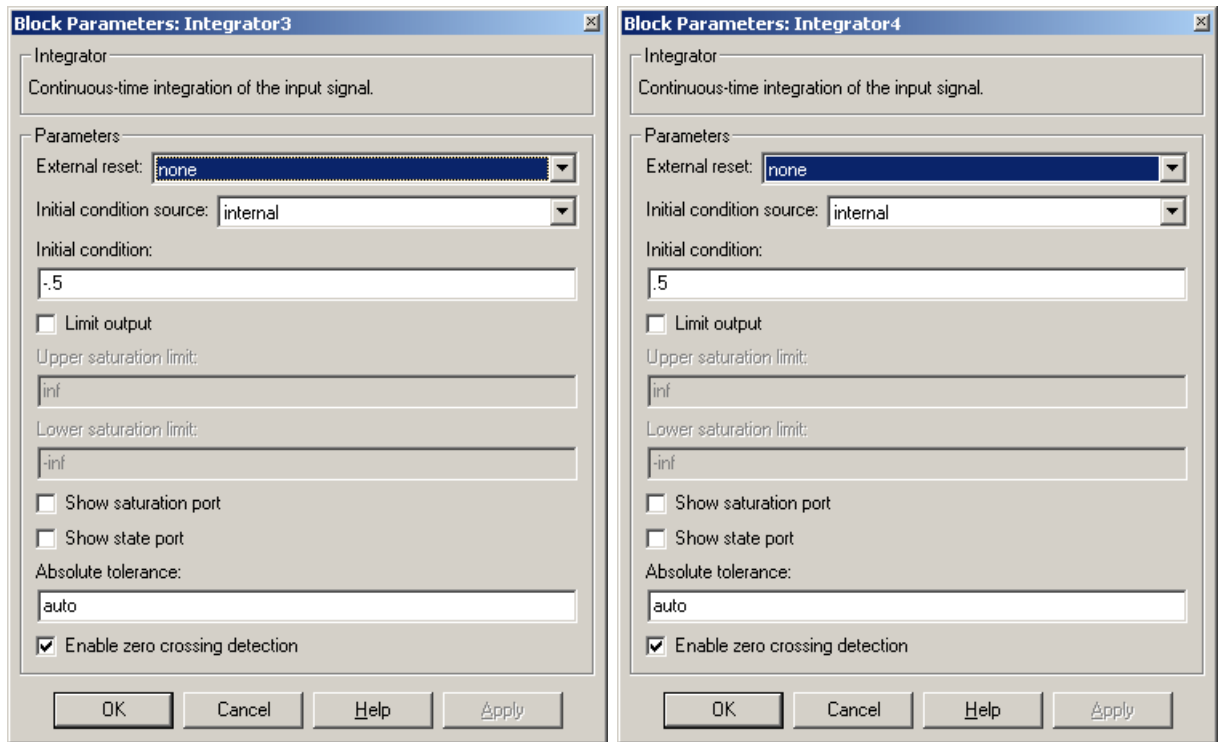 Block Parameters: Integrator3
Integrator
Continuous-time integration of the input signal.
Parameters
External reset: none
Initial condition source: internal
Initial condition:
-.5
Limit output
Upper saturation limit:
inf
Lower saturation limit:
-inf
Show saturation port
Show state port
Absolute tolerance:
auto
Enable zero crossing detection
OK Cancel Help Apply
Block Parameters: Integrator4
Integrator
Continuous-time integration of the input signal.
Parameters
External reset: none
Initial condition source: internal
Initial condition:
.5
Limit output
Upper saturation limit:
inf
Lower saturation limit:
-inf
Show saturation port
Show state port
Absolute tolerance:
auto
Enable zero crossing detection
OK Cancel Help Apply